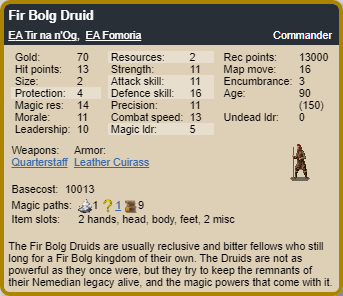 Fir Bolg Druid
EA Tir na n'Og, EA Fomoria Commander
Gold: 70 Resources: 2 Rec points: 13000
Hit points: 13 Strength: 11 Map move: 16
Size: 2 Attack skill: 11 Encumbrance: 3
Protection: 4 Defence skill: 16 Age: 90
Magic res: 14 Precision: 11 (150)
Morale: 11 Combat speed: 13 Undead ldr: 0
Leadership: 10 Magic ldr: 5
Weapons: Armor:
Quarterstaff Leather Cuirass
Basecost: 10013
Magic paths: 1 ?1 9
Item slots: 2 hands, head, body, feet, 2 misc
The Fir Bolg Druids are usually reclusive and bitter fellows who still
long for a Fir Bolg kingdom of their own. The Druids are not as
powerful as they once were, but they try to keep the remnants of
their Nemedian legacy alive, and the magic powers that come with it.